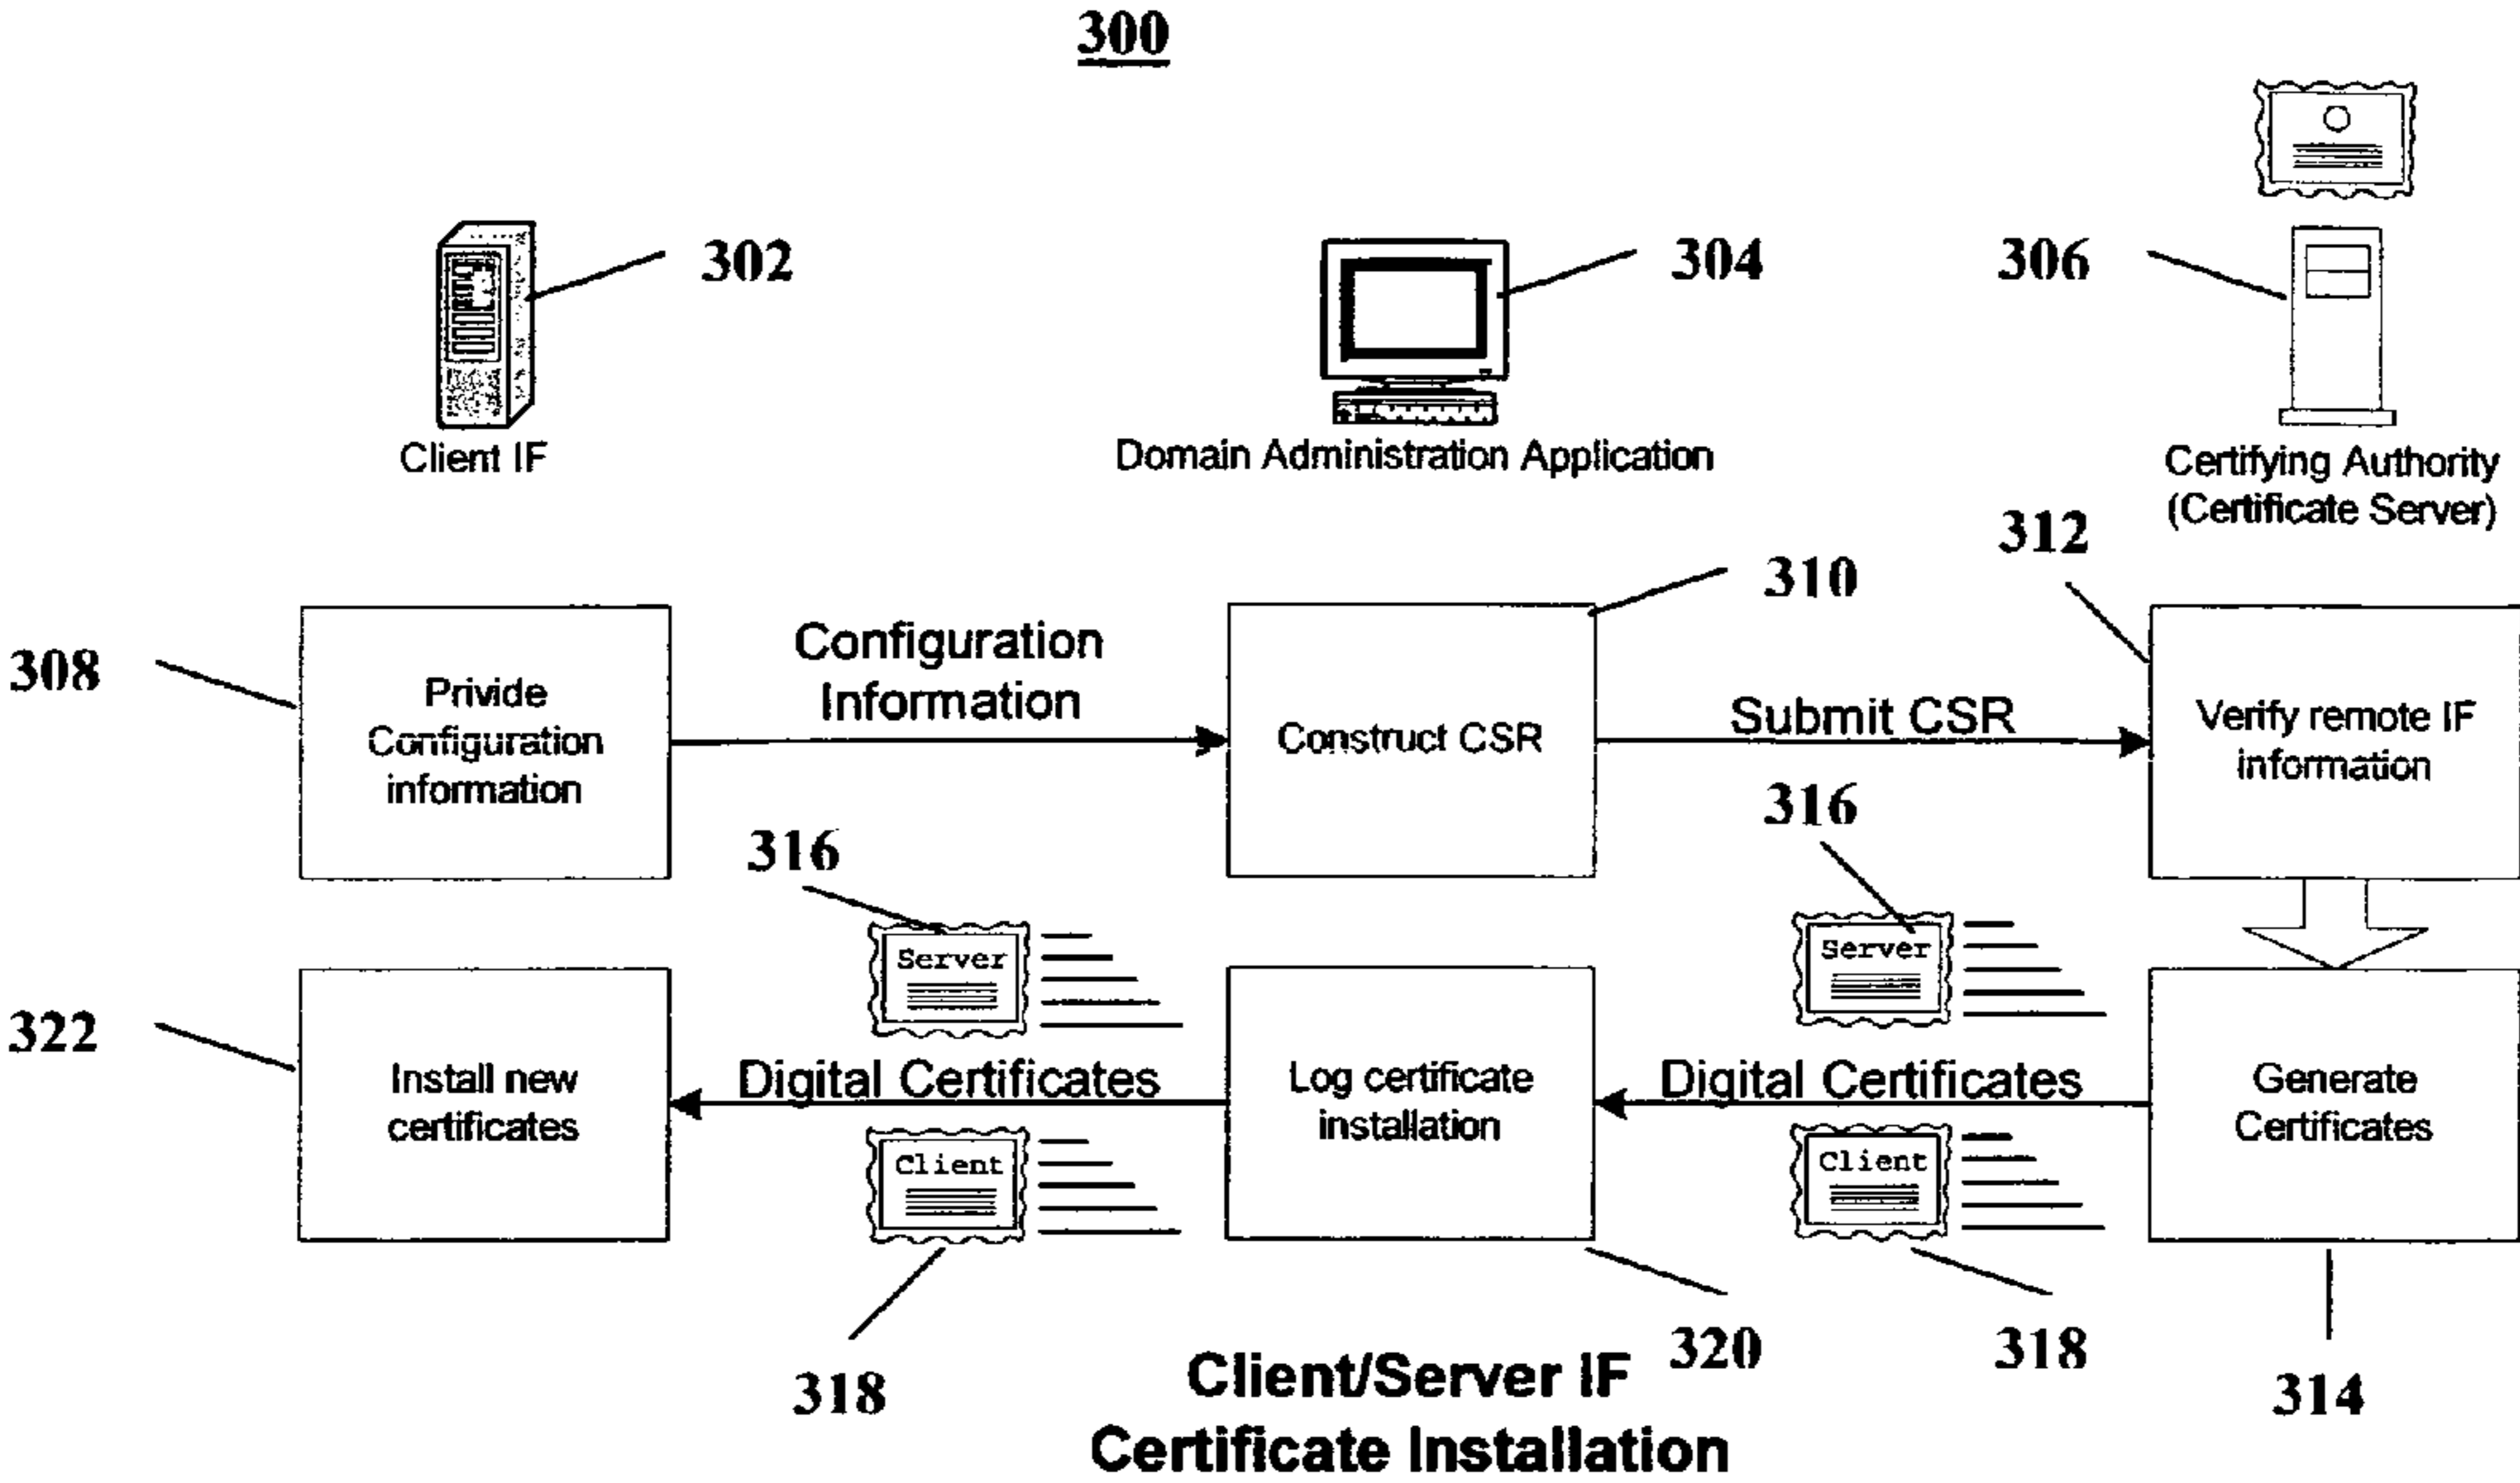 300
302
304
306
Client IF
Domain Administration Application
Certifying Authority
(Certificate Server)
308
310
312
Privide
Configuration
information
Configuration
Information
Construct CSR
Submit CSR
Verify remote IF
information
316
316
Server
Server
322
Install new
certificates
Digital Certificates
Log certificate
installation
Digital Certificates
Generate
Certificates
Client
Client
318
320
318
314
Client/Server IF
Certificate Installation